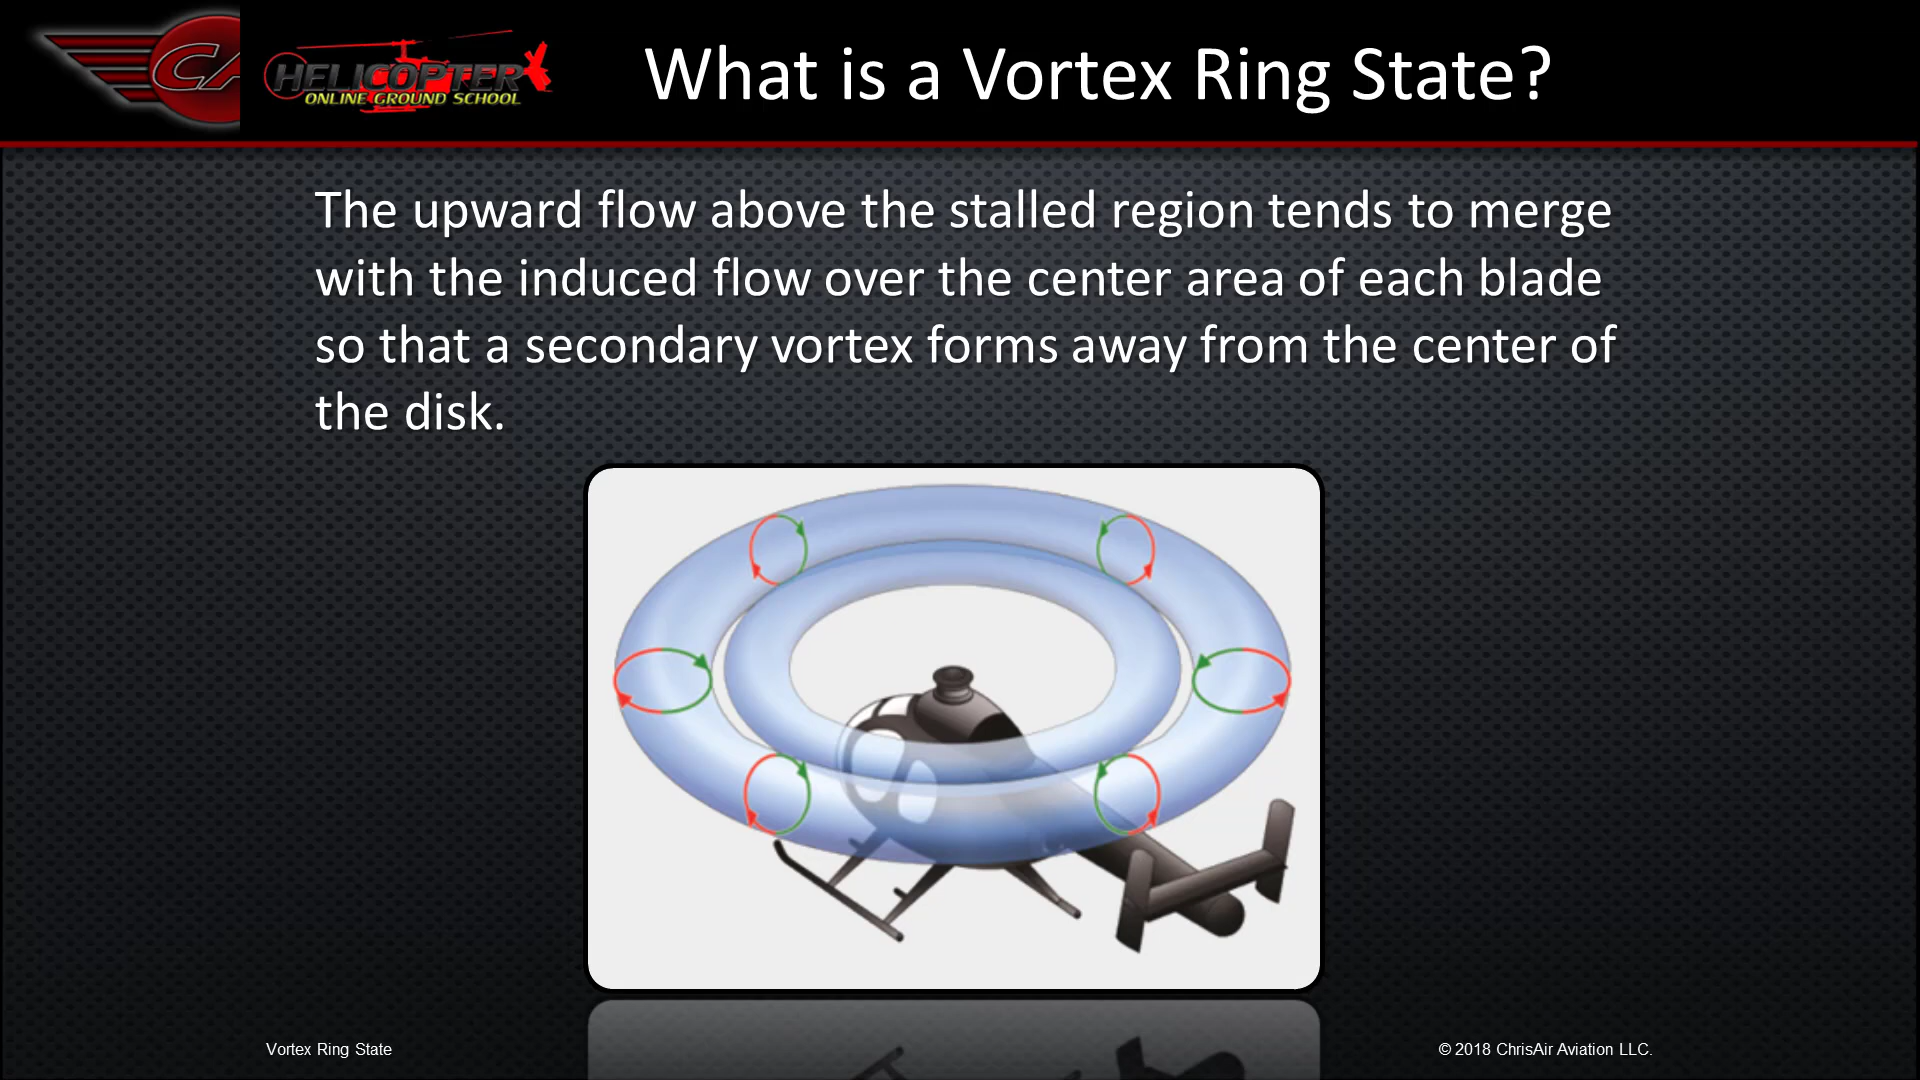 CA
HELICOPTER
ONLINE GROUND SCHOOL
What is a Vortex Ring State?
The upward flow above the stalled region tends to merge
with the induced flow over the center area of each blade
so that a secondary vortex forms away from the center of
the disk.
Vortex Ring State
© 2018 ChrisAir Aviation LLC.